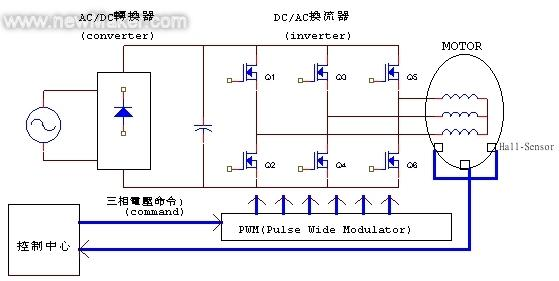 www.newmaker.com
AC/DC轉換器
(converter)
DC/AC換流器
(inverter)
MOTOR
Q1
Q3
Q5
Hall-Sensor
Q2
Q4
Q6
三相電壓命令)
(command)
PWM(Pulse Wide Modulator)
控制中心